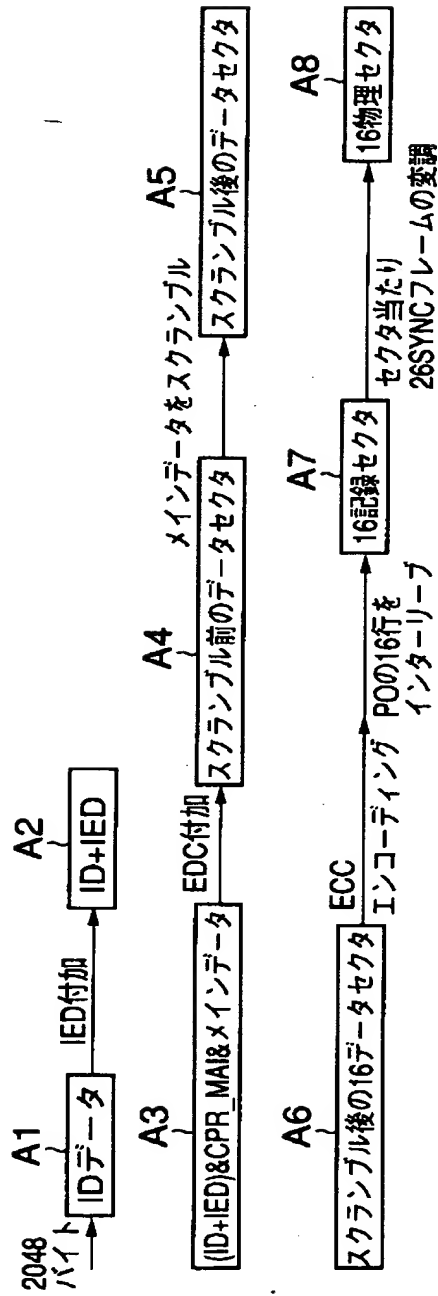 2048
バイト
A1
IDデータ
IED付加
A2
ID+IED
A3
(ID+IED)&CPR_MAI&メインデータ
EDC付加
A4
スクランブル前のデータセクタ
メインデータをスクランブル
A5
スクランブル後のデータセクタ
A6
スクランブル後の16データセクタ
ECC
エンコーディング
POの16行を
インターリーブ
A7
16記録セクタ
セクタ当たり
26SYNCフレームの変調
A8
16物理セクタ